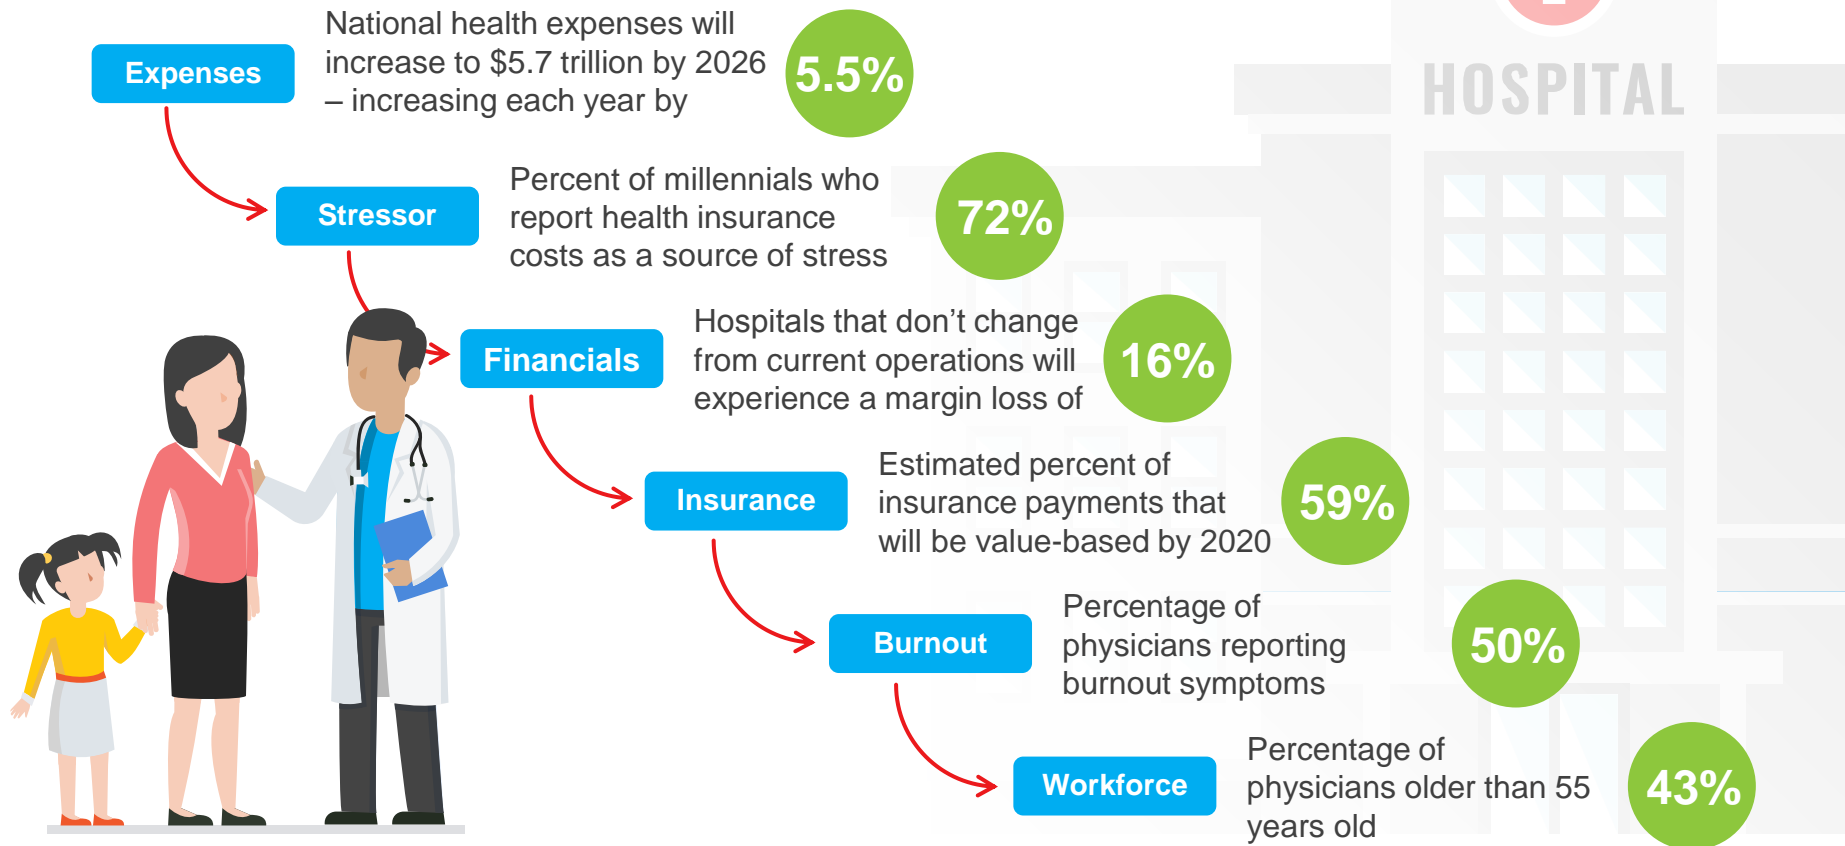 Expenses
National health expenses will
increase to $5.7 trillion by 2026
– increasing each year by
5.5%
Stressor
Percent of millennials who
report health insurance
costs as a source of stress
72%
Financials
Hospitals that don’t change
from current operations will
experience a margin loss of
16%
Insurance
Estimated percent of
insurance payments that
will be value-based by 2020
59%
Burnout
Percentage of
physicians reporting
burnout symptoms
50%
Workforce
Percentage of
physicians older than 55
years old
43%
HOSPITAL